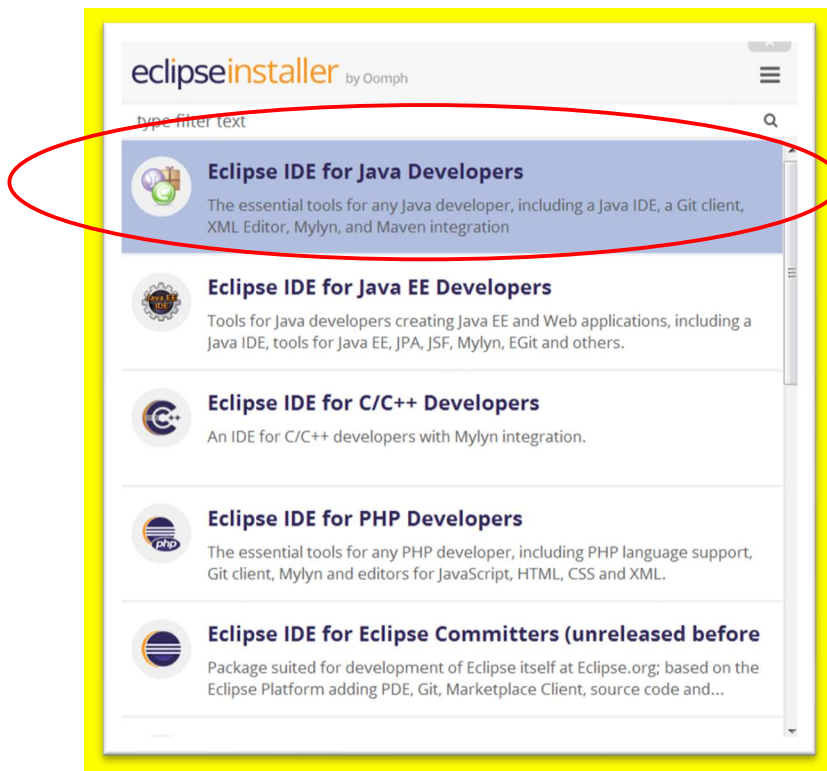 eclipseinstaller by Oomph
type filter text
Eclipse IDE for Java Developers
The essential tools for any Java developer, including a Java IDE, a Git client,
XML Editor, Mylyn, and Maven integration
Java EE
IDE
Eclipse IDE for Java EE Developers
Tools for Java developers creating Java EE and Web applications, including a
Java IDE, tools for Java EE, JPA, JSF, Mylyn, EGit and others.
C++
Eclipse IDE for C/C++ Developers
An IDE for C/C++ developers with Mylyn integration.
php
Eclipse IDE for PHP Developers
The essential tools for any PHP developer, including PHP language support,
Git client, Mylyn and editors for JavaScript, HTML, CSS and XML.
Eclipse IDE for Eclipse Committers (unreleased before
Package suited for development of Eclipse itself at Eclipse.org; based on the
Eclipse Platform adding PDE, Git, Marketplace Client, source code and...